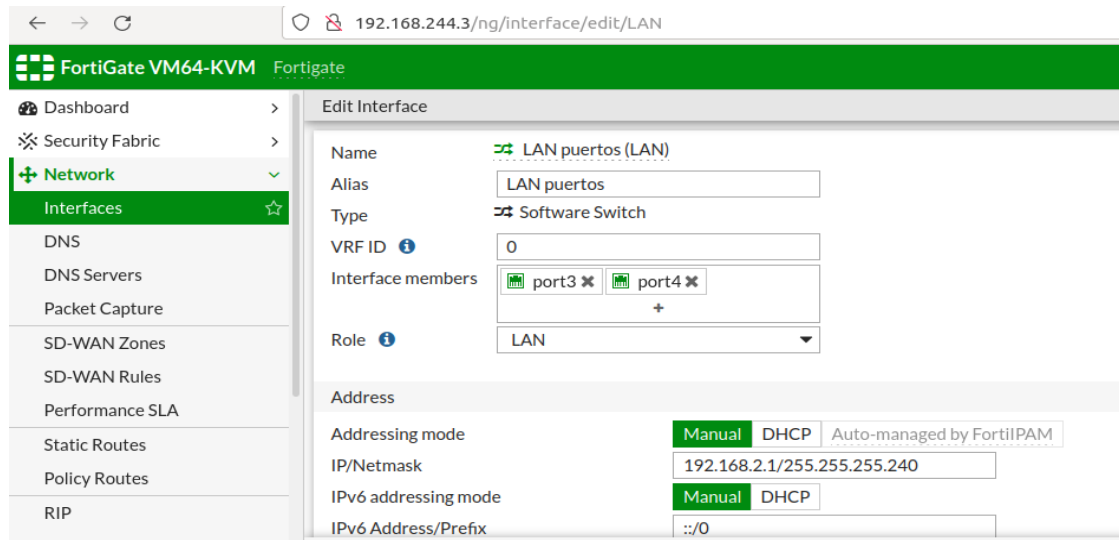 192.168.244.3/ng/interface/edit/LAN
FortiGate VM64-KVM Fortigate
Dashboard
Security Fabric
Network
Interfaces
DNS
DNS Servers
Packet Capture
SD-WAN Zones
SD-WAN Rules
Performance SLA
Static Routes
Policy Routes
RIP
Edit Interface
Name LAN puertos (LAN)
Alias LAN puertos
Type Software Switch
VRF ID 0
Interface members port3 port4
+
Role LAN
Address
Addressing mode Manual DHCP Auto-managed by FortiIPAM
IP/Netmask 192.168.2.1/255.255.255.240
IPv6 addressing mode Manual DHCP
IPv6 Address/Prefix ::/0